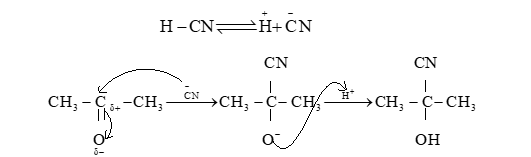 H – CN ⇌ H⁺ + C̄N
CN CN
CH₃ – C δ+ – CH₃ —C̄N→ CH₃ – C – CH₃ —H⁺→ CH₃ – C – CH₃
O δ− O⁻ OH